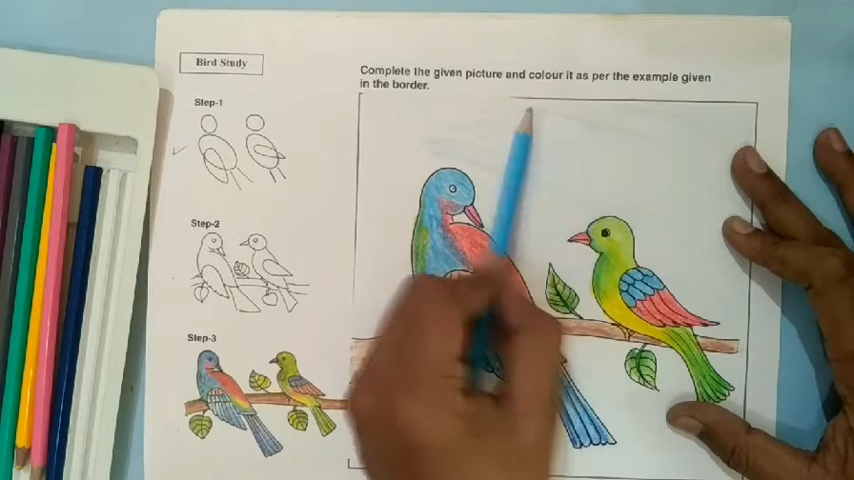 Bird Study
Complete the given picture and colour it as per the example given
in the border.
Step-1
Step-2
Step-3